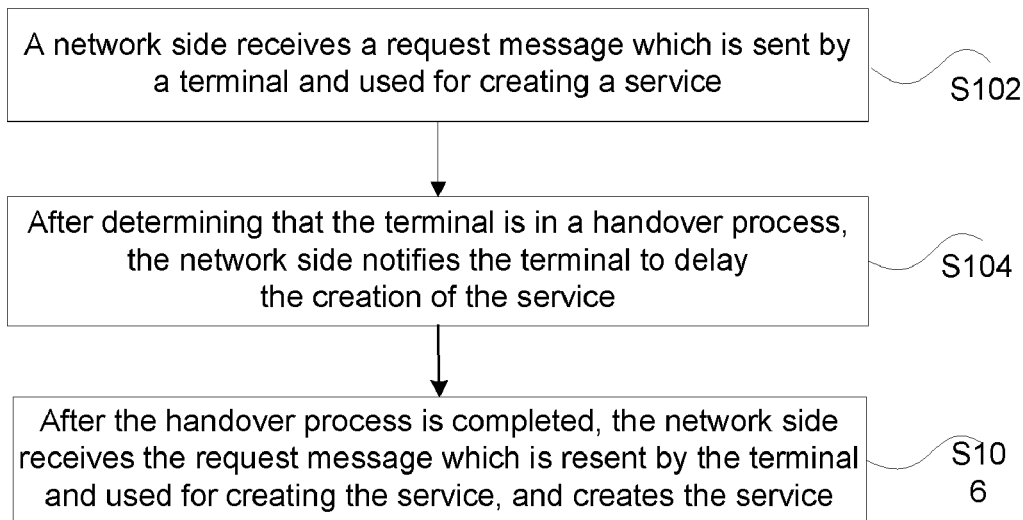 A network side receives a request message which is sent by
a terminal and used for creating a service
S102
After determining that the terminal is in a handover process,
the network side notifies the terminal to delay
the creation of the service
S104
After the handover process is completed, the network side
receives the request message which is resent by the terminal
and used for creating the service, and creates the service
S10
6